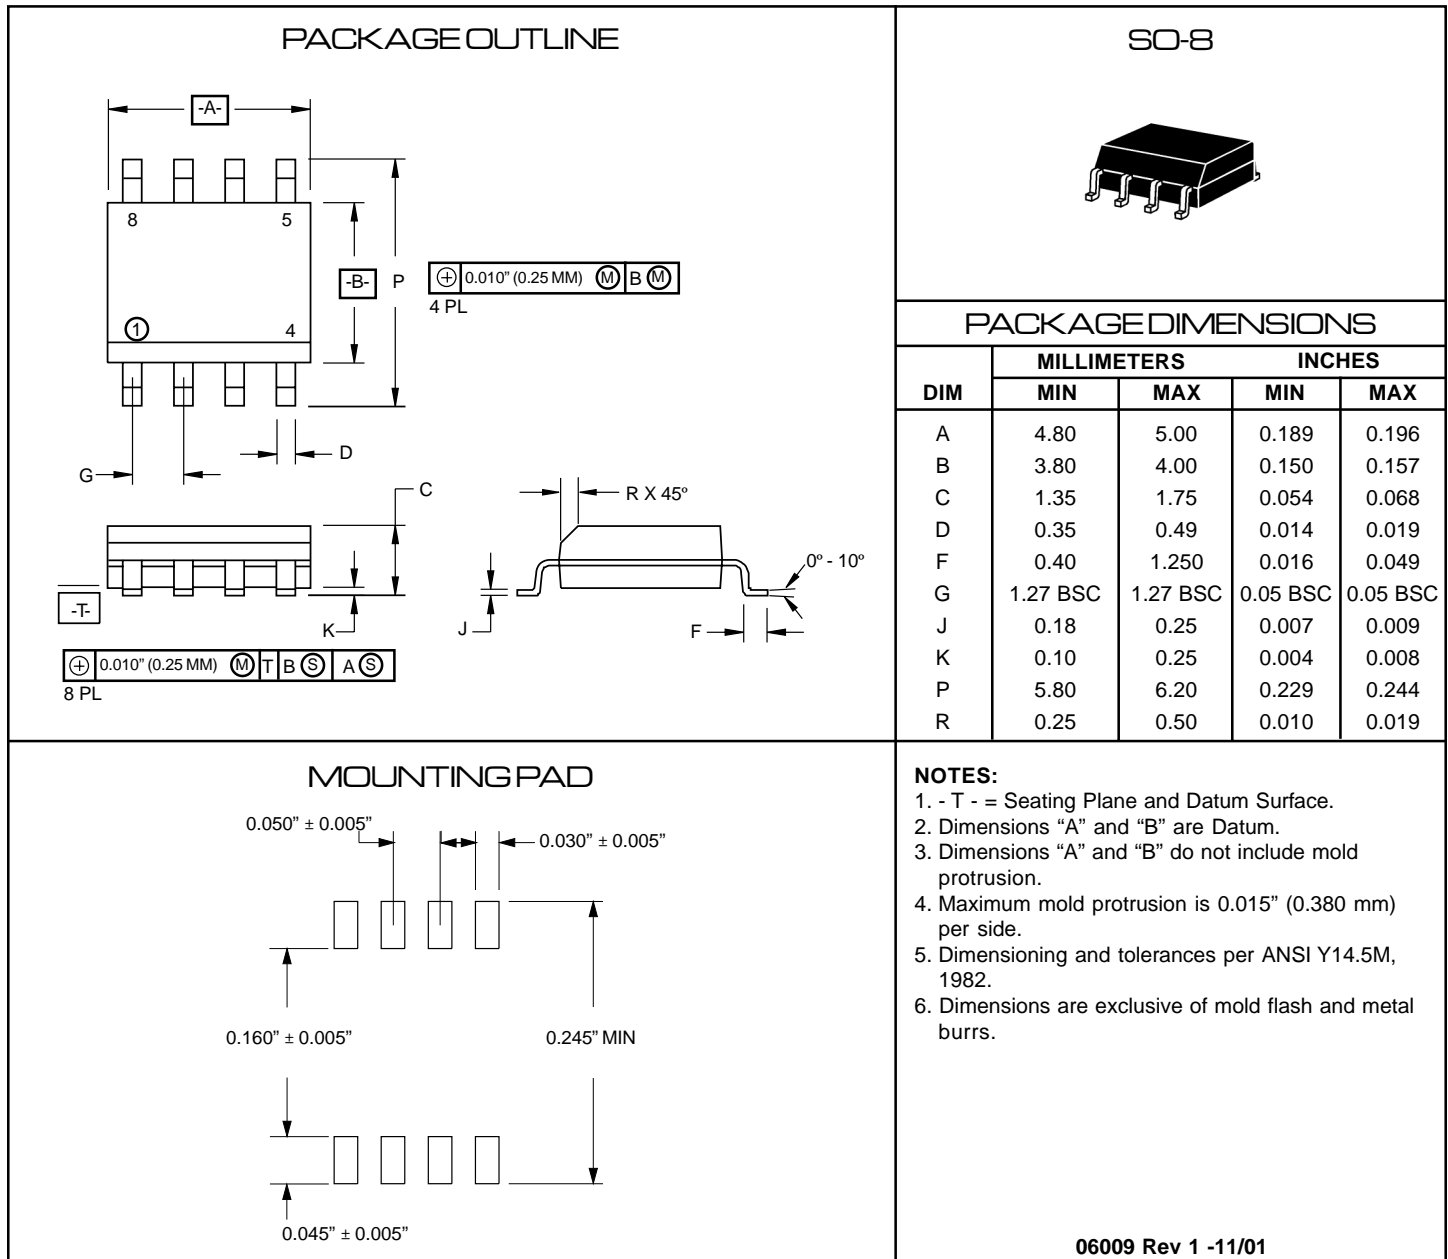 PACKAGE OUTLINE
-A-
8 5
-B- P
1 4
⊕ 0.010” (0.25 MM) Ⓜ B Ⓜ
4 PL
D
G
C
R X 45º
0º - 10º
-T-
K
J
F
⊕ 0.010” (0.25 MM) Ⓜ T B Ⓢ A Ⓢ
8 PL
SO-8
PACKAGE DIMENSIONS
MILLIMETERS INCHES
DIM MIN MAX MIN MAX
A 4.80 5.00 0.189 0.196
B 3.80 4.00 0.150 0.157
C 1.35 1.75 0.054 0.068
D 0.35 0.49 0.014 0.019
F 0.40 1.250 0.016 0.049
G 1.27 BSC 1.27 BSC 0.05 BSC 0.05 BSC
J 0.18 0.25 0.007 0.009
K 0.10 0.25 0.004 0.008
P 5.80 6.20 0.229 0.244
R 0.25 0.50 0.010 0.019
MOUNTING PAD
0.050” ± 0.005”
0.030” ± 0.005”
0.160” ± 0.005”
0.245” MIN
0.045” ± 0.005”
NOTES:
1. - T - = Seating Plane and Datum Surface.
2. Dimensions “A” and “B” are Datum.
3. Dimensions “A” and “B” do not include mold
protrusion.
4. Maximum mold protrusion is 0.015” (0.380 mm)
per side.
5. Dimensioning and tolerances per ANSI Y14.5M,
1982.
6. Dimensions are exclusive of mold flash and metal
burrs.
06009 Rev 1 -11/01